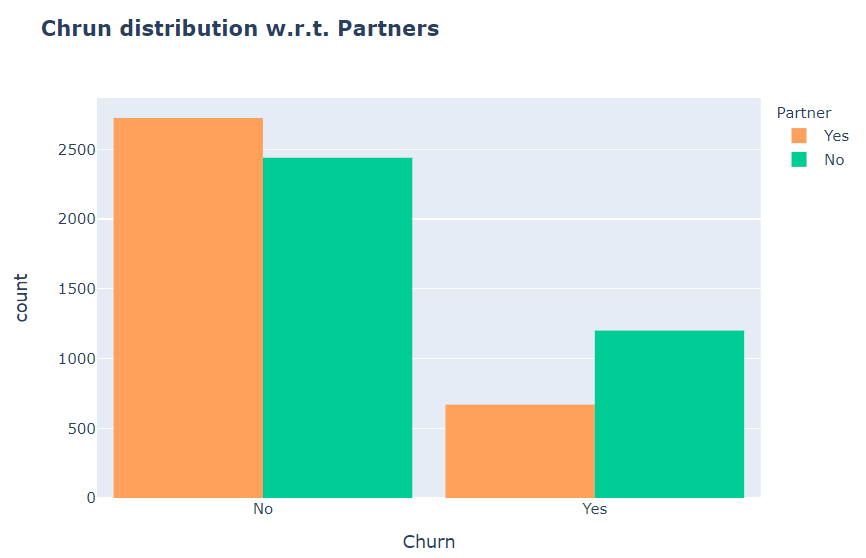 Chrun distribution w.r.t. Partners
Partner
Yes
No
2500
2000
1500
1000
500
0
count
No
Yes
Churn